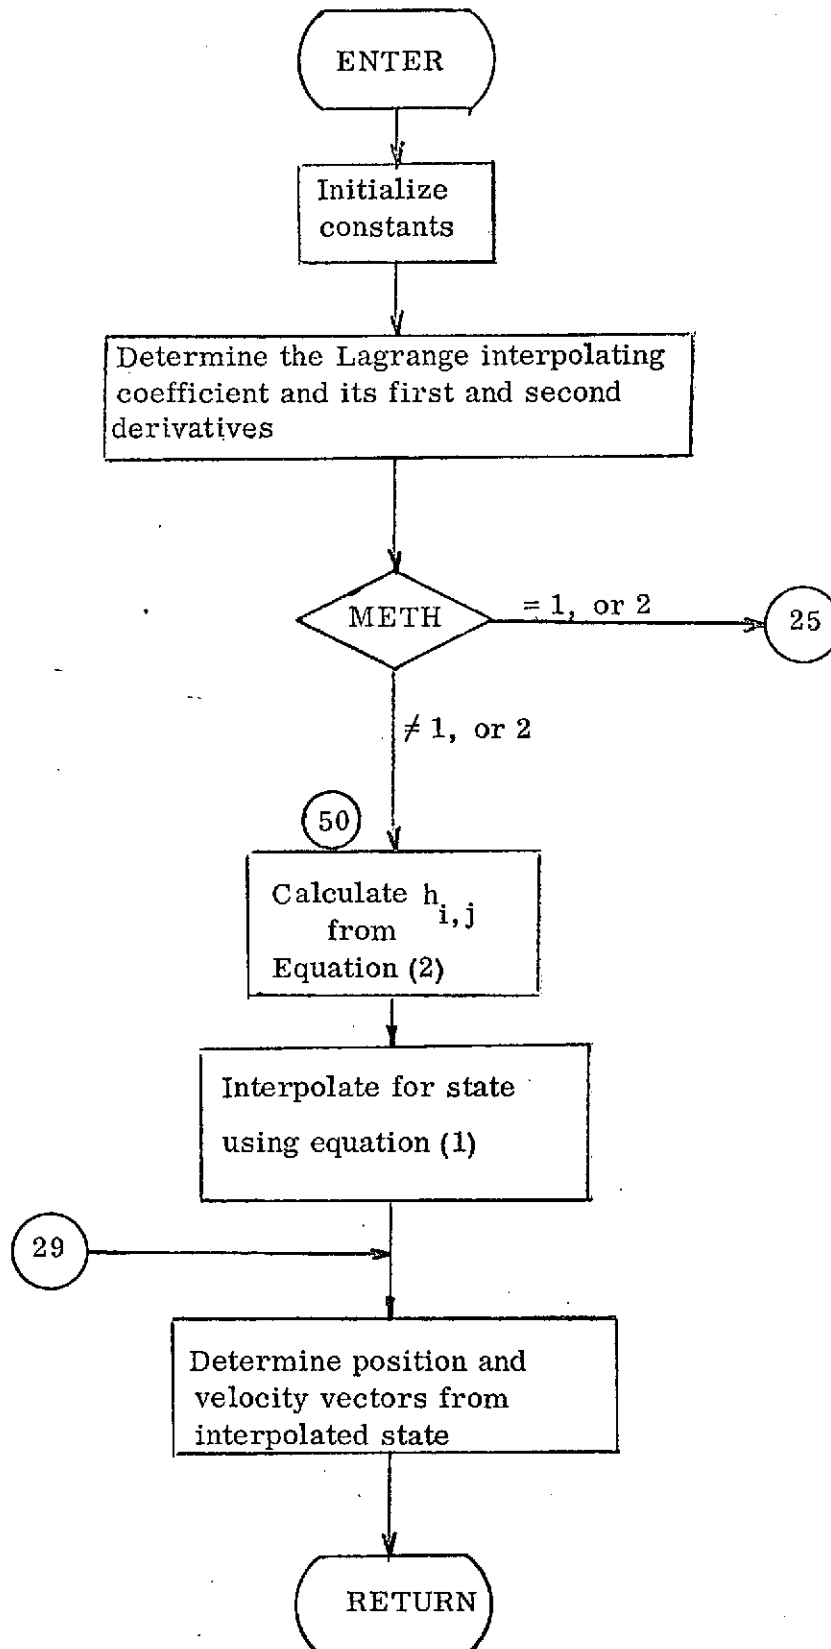 ENTER
Initialize
constants
Determine the Lagrange interpolating
coefficient and its first and second
derivatives
METH
= 1, or 2
25
≠ 1, or 2
50
Calculate h i,j
from
Equation (2)
Interpolate for state
using equation (1)
29
Determine position and
velocity vectors from
interpolated state
RETURN